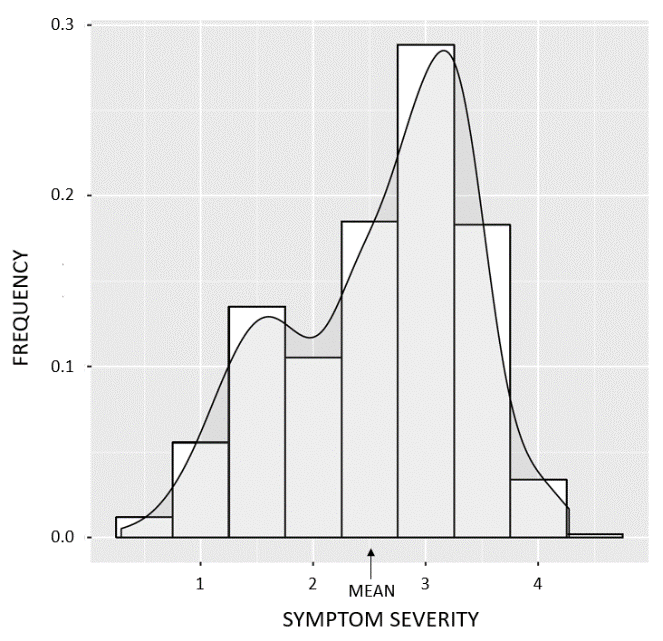 0.3
0.2
FREQUENCY
0.1
0.0
1 2 3 4
MEAN
SYMPTOM SEVERITY